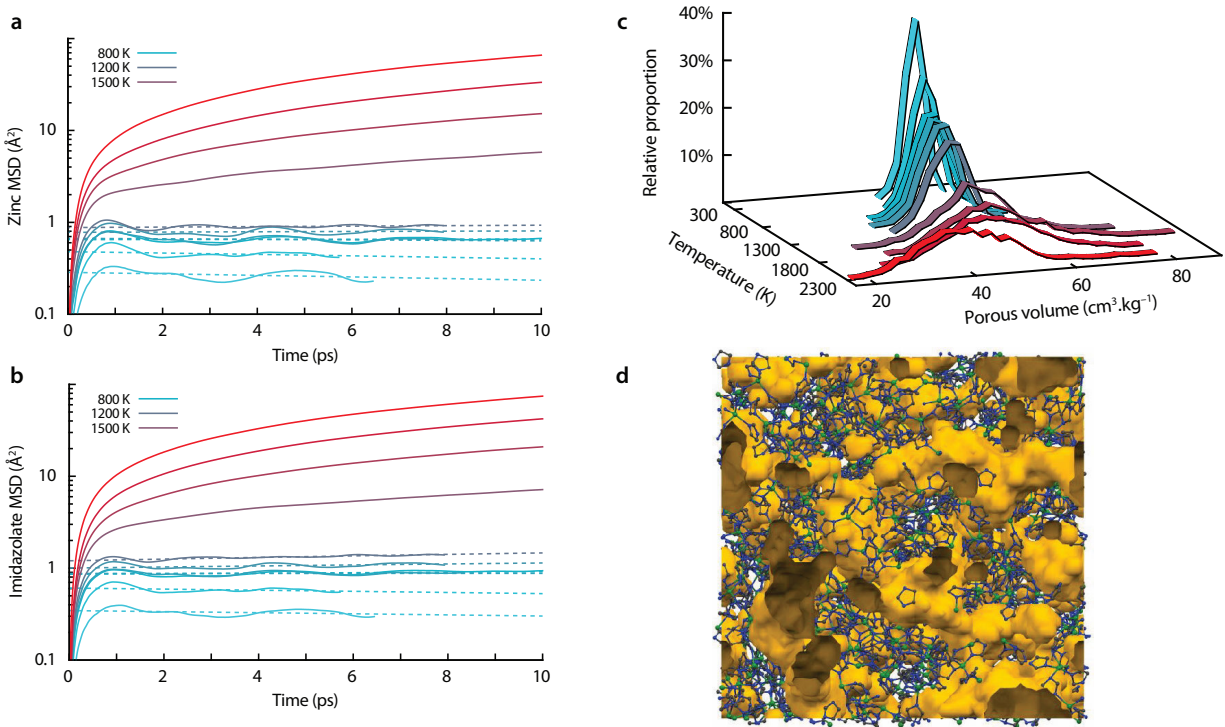 a
800 K
1200 K
1500 K
Zinc MSD (Å²)
10
1
0.1
0 2 4 6 8 10
Time (ps)
b
800 K
1200 K
1500 K
Imidazolate MSD (Å²)
10
1
0.1
0 2 4 6 8 10
Time (ps)
c
40%
30%
20%
10%
Relative proportion
300
800
1300
1800
2300
Temperature (K)
20 40 60 80
Porous volume (cm³.kg⁻¹)
d